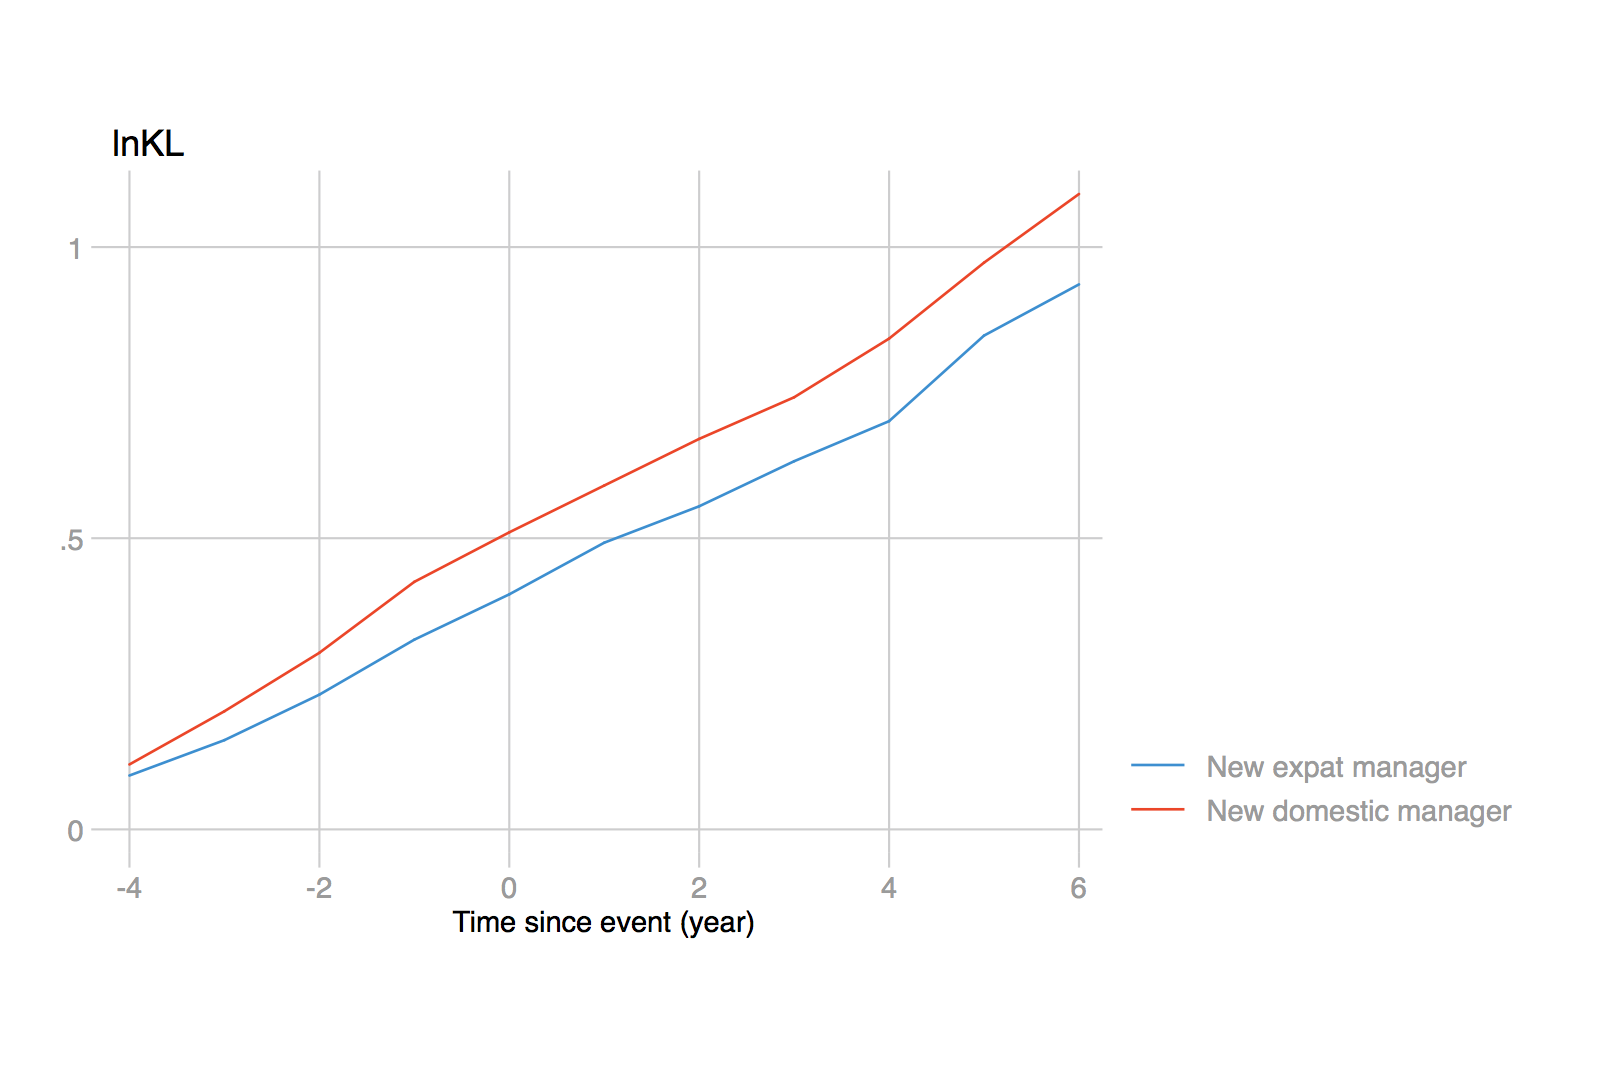 lnKL
1
.5
0
-4 -2 0 2 4 6
Time since event (year)
New expat manager
New domestic manager